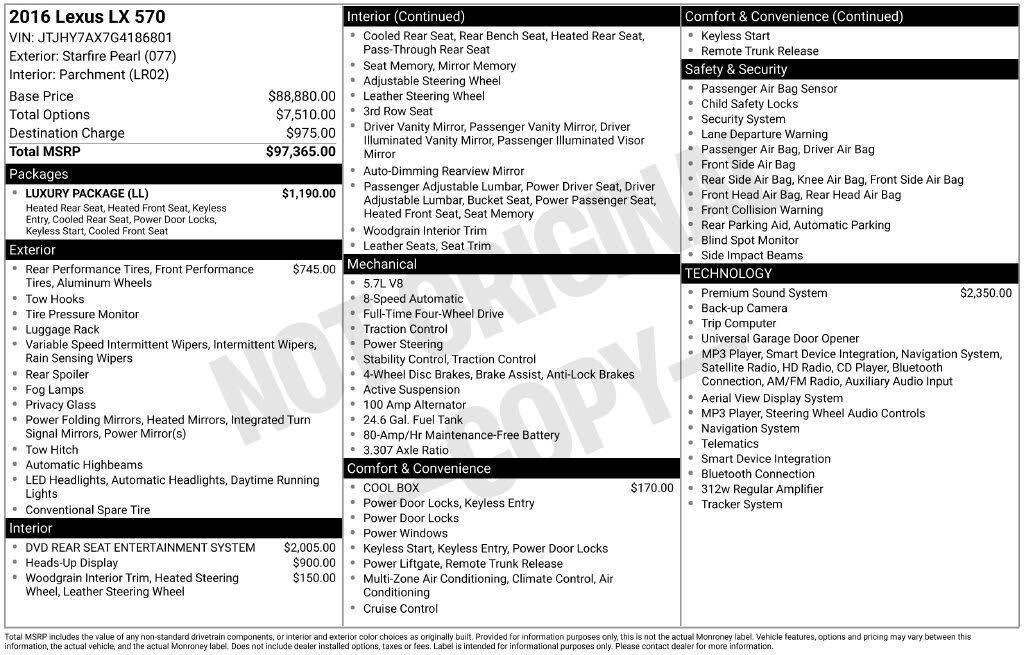 2016 Lexus LX 570
VIN: JTJHY7AX7G4186801
Exterior: Starfire Pearl (077)
Interior: Parchment (LR02)
Base Price $88,880.00
Total Options $7,510.00
Destination Charge $975.00
Total MSRP $97,365.00
Packages
LUXURY PACKAGE (LL) $1,190.00
Heated Rear Seat, Heated Front Seat, Keyless
Entry, Cooled Rear Seat, Power Door Locks,
Keyless Start, Cooled Front Seat
Exterior
Rear Performance Tires, Front Performance $745.00
Tires, Aluminum Wheels
Tow Hooks
Tire Pressure Monitor
Luggage Rack
Variable Speed Intermittent Wipers, Intermittent Wipers,
Rain Sensing Wipers
Rear Spoiler
Fog Lamps
Privacy Glass
Power Folding Mirrors, Heated Mirrors, Integrated Turn
Signal Mirrors, Power Mirror(s)
Tow Hitch
Automatic Highbeams
LED Headlights, Automatic Headlights, Daytime Running
Lights
Conventional Spare Tire
Interior
DVD REAR SEAT ENTERTAINMENT SYSTEM $2,005.00
Heads-Up Display $900.00
Woodgrain Interior Trim, Heated Steering $150.00
Wheel, Leather Steering Wheel
Interior (Continued)
Cooled Rear Seat, Rear Bench Seat, Heated Rear Seat,
Pass-Through Rear Seat
Seat Memory, Mirror Memory
Adjustable Steering Wheel
Leather Steering Wheel
3rd Row Seat
Driver Vanity Mirror, Passenger Vanity Mirror, Driver
Illuminated Vanity Mirror, Passenger Illuminated Visor
Mirror
Auto-Dimming Rearview Mirror
Passenger Adjustable Lumbar, Power Driver Seat, Driver
Adjustable Lumbar, Bucket Seat, Power Passenger Seat,
Heated Front Seat, Seat Memory
Woodgrain Interior Trim
Leather Seats, Seat Trim
Mechanical
5.7L V8
8-Speed Automatic
Full-Time Four-Wheel Drive
Traction Control
Power Steering
Stability Control, Traction Control
4-Wheel Disc Brakes, Brake Assist, Anti-Lock Brakes
Active Suspension
100 Amp Alternator
24.6 Gal. Fuel Tank
80-Amp/Hr Maintenance-Free Battery
3.307 Axle Ratio
Comfort & Convenience
COOL BOX $170.00
Power Door Locks, Keyless Entry
Power Door Locks
Power Windows
Keyless Start, Keyless Entry, Power Door Locks
Power Liftgate, Remote Trunk Release
Multi-Zone Air Conditioning, Climate Control, Air
Conditioning
Cruise Control
Comfort & Convenience (Continued)
Keyless Start
Remote Trunk Release
Safety & Security
Passenger Air Bag Sensor
Child Safety Locks
Security System
Lane Departure Warning
Passenger Air Bag, Driver Air Bag
Front Side Air Bag
Rear Side Air Bag, Knee Air Bag, Front Side Air Bag
Front Head Air Bag, Rear Head Air Bag
Front Collision Warning
Rear Parking Aid, Automatic Parking
Blind Spot Monitor
Side Impact Beams
TECHNOLOGY
Premium Sound System $2,350.00
Back-up Camera
Trip Computer
Universal Garage Door Opener
MP3 Player, Smart Device Integration, Navigation System,
Satellite Radio, HD Radio, CD Player, Bluetooth
Connection, AM/FM Radio, Auxiliary Audio Input
Aerial View Display System
MP3 Player, Steering Wheel Audio Controls
Navigation System
Telematics
Smart Device Integration
Bluetooth Connection
312w Regular Amplifier
Tracker System
NOT ORIGINAL
—COPY—
Total MSRP includes the value of any non-standard drivetrain components, or interior and exterior color choices as originally built. Provided for information purposes only, this is not the actual Monroney label. Vehicle features, options and pricing may vary between this
information, the actual vehicle, and the actual Monroney label. Does not include dealer installed options, taxes or fees. Label is intended for informational purposes only. Please contact dealer for more information.